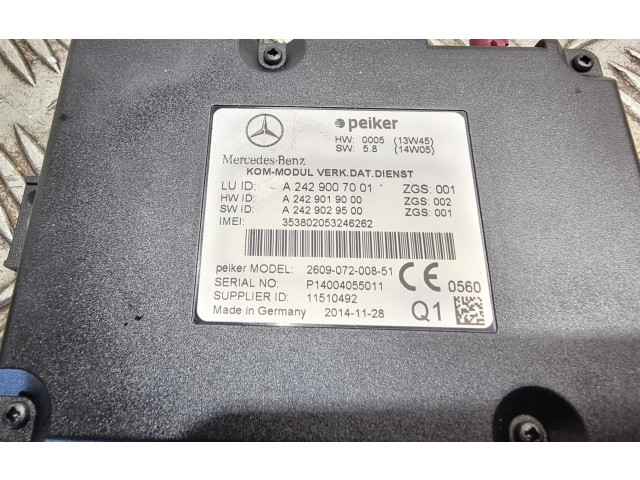 peiker
HW: 0005 (13W45)
SW: 5.8 (14W05)
Mercedes-Benz
KOM-MODUL VERK.DAT.DIENST
LU ID: A 242 900 70 01 ZGS: 001
HW ID: A 242 901 90 00 ZGS: 002
SW ID: A 242 902 95 00 ZGS: 001
IMEI: 353802053246262
peiker MODEL: 2609-072-008-51
SERIAL NO: P14004055011
CE 0560
SUPPLIER ID: 11510492
Made in Germany 2014-11-28 Q1